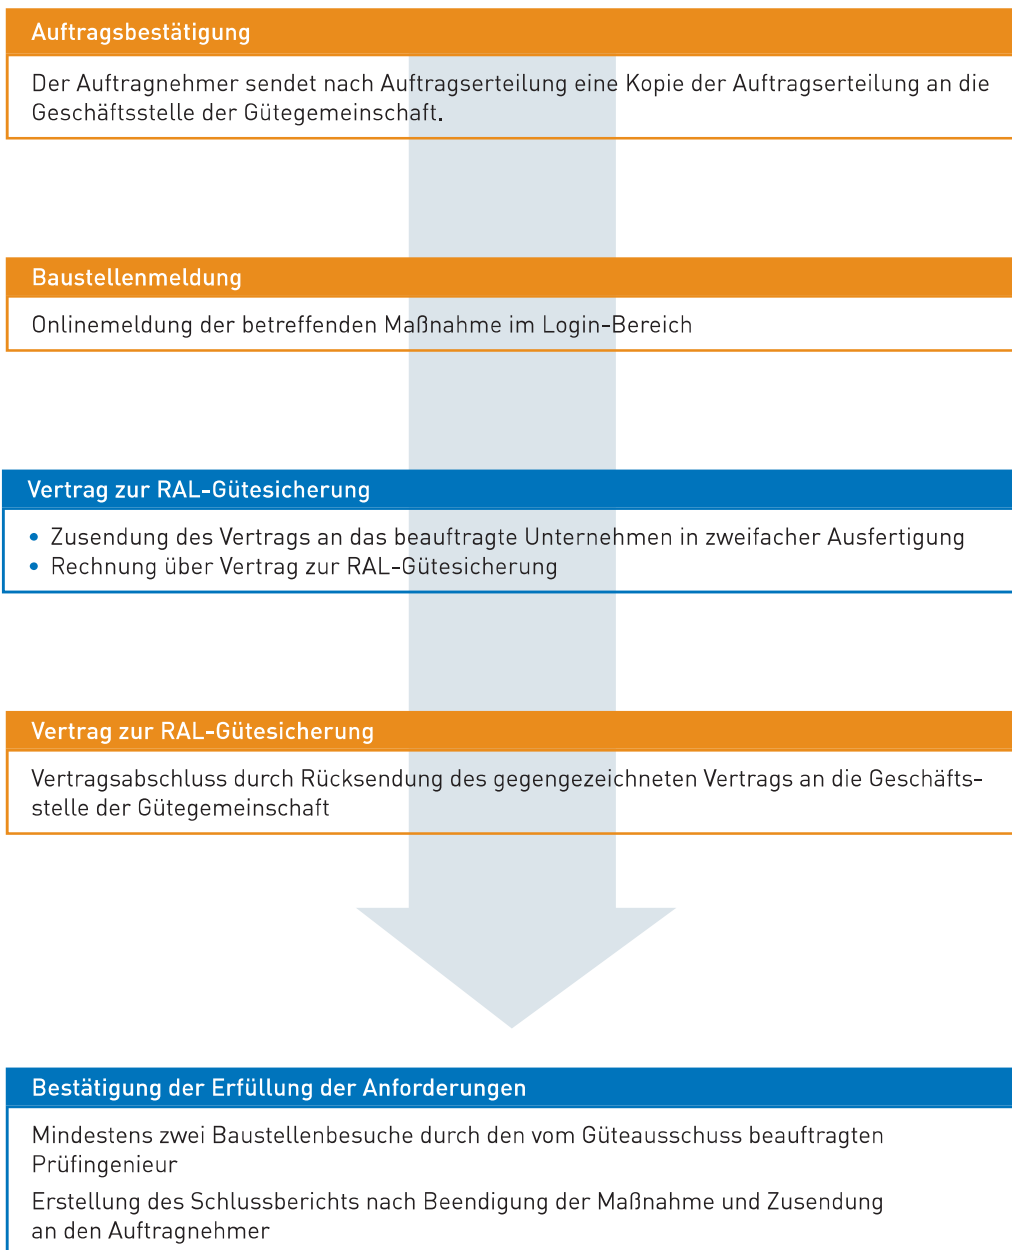 Auftragsbestätigung
Der Auftragnehmer sendet nach Auftragserteilung eine Kopie der Auftragserteilung an die
Geschäftsstelle der Gütegemeinschaft.
Baustellenmeldung
Onlinemeldung der betreffenden Maßnahme im Login-Bereich
Vertrag zur RAL-Gütesicherung
• Zusendung des Vertrags an das beauftragte Unternehmen in zweifacher Ausfertigung
• Rechnung über Vertrag zur RAL-Gütesicherung
Vertrag zur RAL-Gütesicherung
Vertragsabschluss durch Rücksendung des gegengezeichneten Vertrags an die Geschäfts-
stelle der Gütegemeinschaft
Bestätigung der Erfüllung der Anforderungen
Mindestens zwei Baustellenbesuche durch den vom Güteausschuss beauftragten
Prüfingenieur
Erstellung des Schlussberichts nach Beendigung der Maßnahme und Zusendung
an den Auftragnehmer